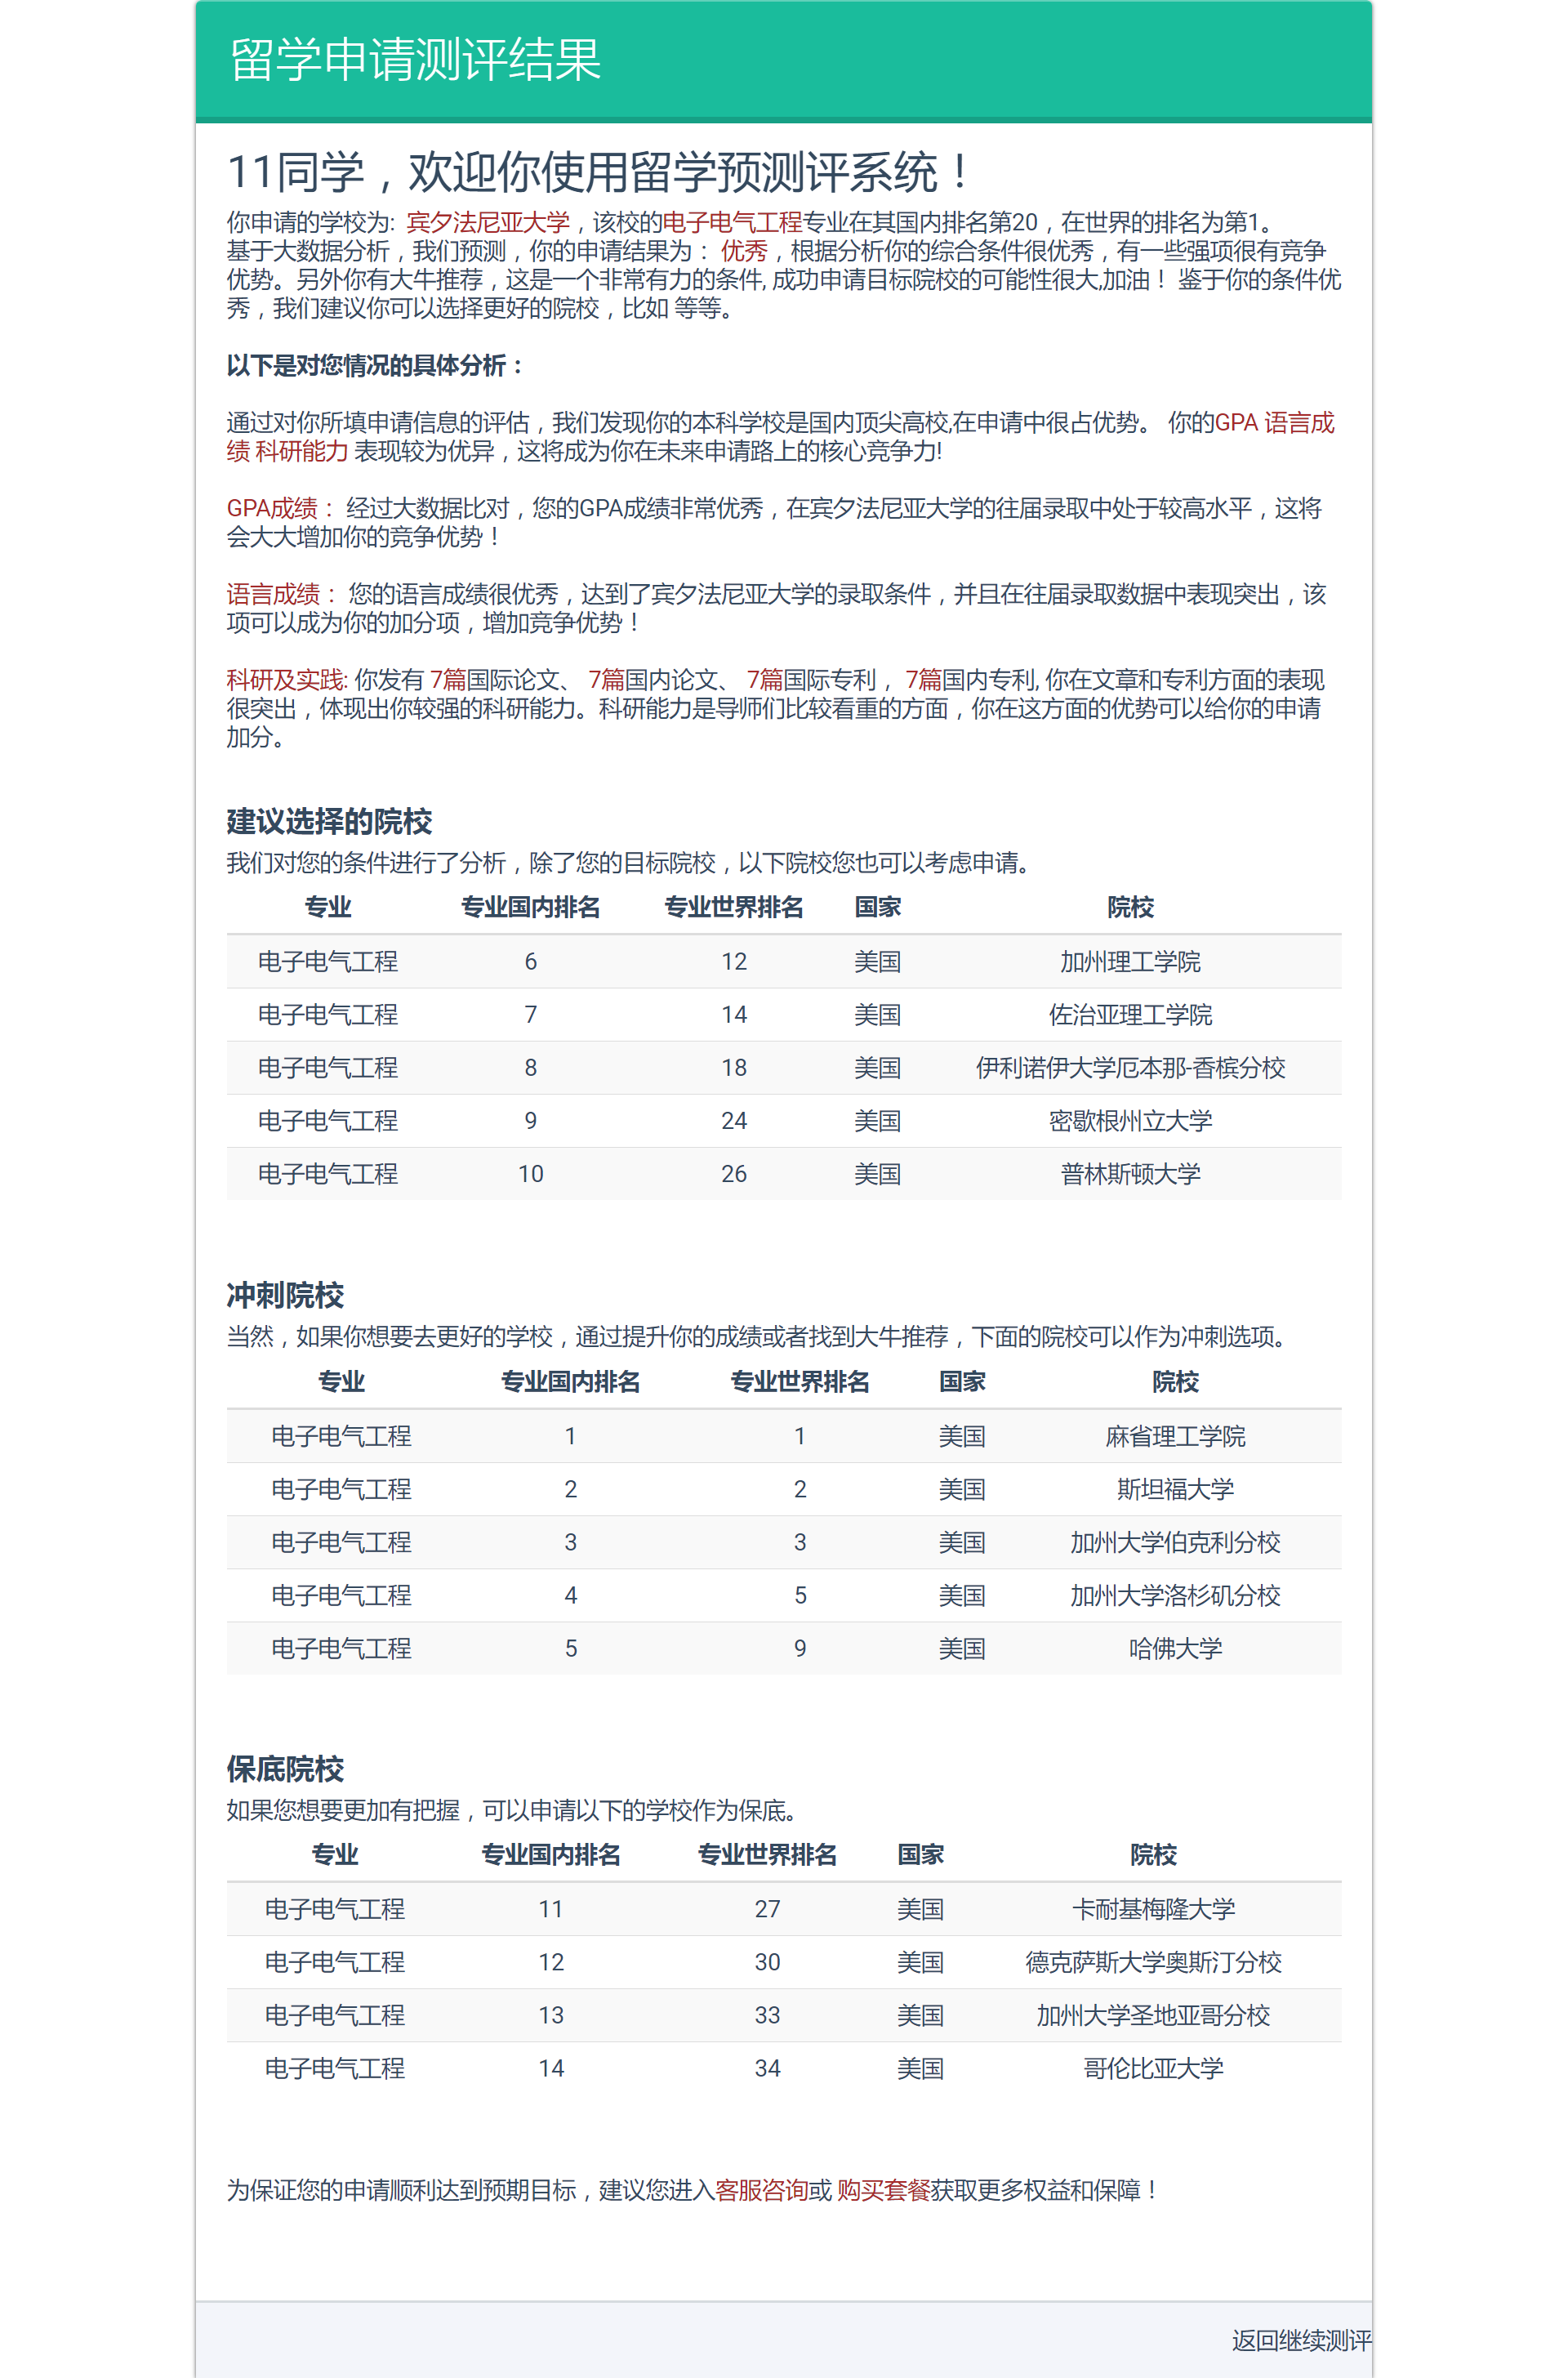 留学申请测评结果
11同学，欢迎你使用留学预测评系统！
你申请的学校为: 宾夕法尼亚大学，该校的电子电气工程专业在其国内排名第20，在世界的排名为第1。
基于大数据分析，我们预测，你的申请结果为： 优秀，根据分析你的综合条件很优秀，有一些强项很有竞争
优势。另外你有大牛推荐，这是一个非常有力的条件, 成功申请目标院校的可能性很大,加油！ 鉴于你的条件优
秀，我们建议你可以选择更好的院校，比如 等等。
以下是对您情况的具体分析：
通过对你所填申请信息的评估，我们发现你的本科学校是国内顶尖高校,在申请中很占优势。 你的GPA 语言成
绩 科研能力 表现较为优异，这将成为你在未来申请路上的核心竞争力!
GPA成绩： 经过大数据比对，您的GPA成绩非常优秀，在宾夕法尼亚大学的往届录取中处于较高水平，这将
会大大增加你的竞争优势！
语言成绩： 您的语言成绩很优秀，达到了宾夕法尼亚大学的录取条件，并且在往届录取数据中表现突出，该
项可以成为你的加分项，增加竞争优势！
科研及实践: 你发有 7篇国际论文、 7篇国内论文、 7篇国际专利， 7篇国内专利, 你在文章和专利方面的表现
很突出，体现出你较强的科研能力。科研能力是导师们比较看重的方面，你在这方面的优势可以给你的申请
加分。
建议选择的院校
我们对您的条件进行了分析，除了您的目标院校，以下院校您也可以考虑申请。
专业 专业国内排名 专业世界排名 国家 院校
电子电气工程 6 12 美国 加州理工学院
电子电气工程 7 14 美国 佐治亚理工学院
电子电气工程 8 18 美国 伊利诺伊大学厄本那-香槟分校
电子电气工程 9 24 美国 密歇根州立大学
电子电气工程 10 26 美国 普林斯顿大学
冲刺院校
当然，如果你想要去更好的学校，通过提升你的成绩或者找到大牛推荐，下面的院校可以作为冲刺选项。
专业 专业国内排名 专业世界排名 国家 院校
电子电气工程 1 1 美国 麻省理工学院
电子电气工程 2 2 美国 斯坦福大学
电子电气工程 3 3 美国 加州大学伯克利分校
电子电气工程 4 5 美国 加州大学洛杉矶分校
电子电气工程 5 9 美国 哈佛大学
保底院校
如果您想要更加有把握，可以申请以下的学校作为保底。
专业 专业国内排名 专业世界排名 国家 院校
电子电气工程 11 27 美国 卡耐基梅隆大学
电子电气工程 12 30 美国 德克萨斯大学奥斯汀分校
电子电气工程 13 33 美国 加州大学圣地亚哥分校
电子电气工程 14 34 美国 哥伦比亚大学
为保证您的申请顺利达到预期目标，建议您进入客服咨询或 购买套餐获取更多权益和保障！
返回继续测评